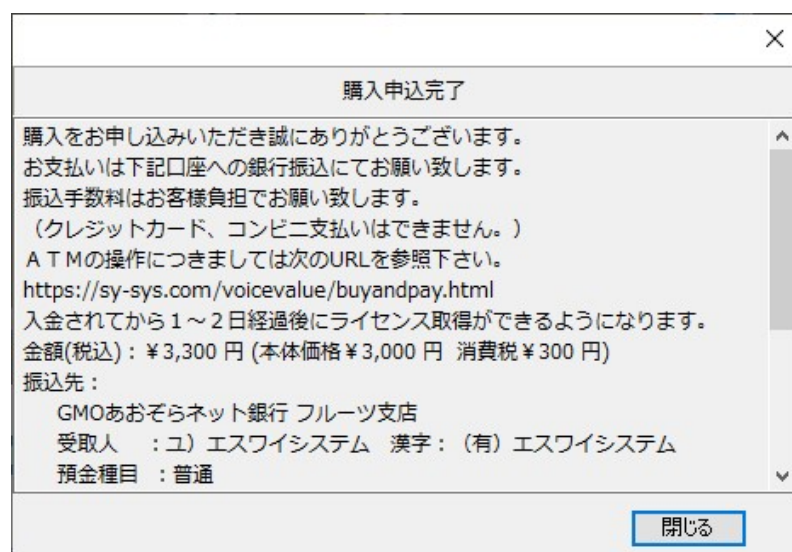 購入申込完了
購入をお申し込みいただき誠にありがとうございます。
お支払いは下記口座への銀行振込にてお願い致します。
振込手数料はお客様負担でお願い致します。
（クレジットカード、コンビニ支払いはできません。）
ＡＴＭの操作につきましては次のURLを参照下さい。
https://sy-sys.com/voicevalue/buyandpay.html
入金されてから１～２日経過後にライセンス取得ができるようになります。
金額(税込)：￥3,300 円 (本体価格￥3,000 円 消費税￥300 円)
振込先：
GMOあおぞらネット銀行 フルーツ支店
受取人 ：ユ）エスワイシステム 漢字：（有）エスワイシステム
預金種目 ：普通
閉じる